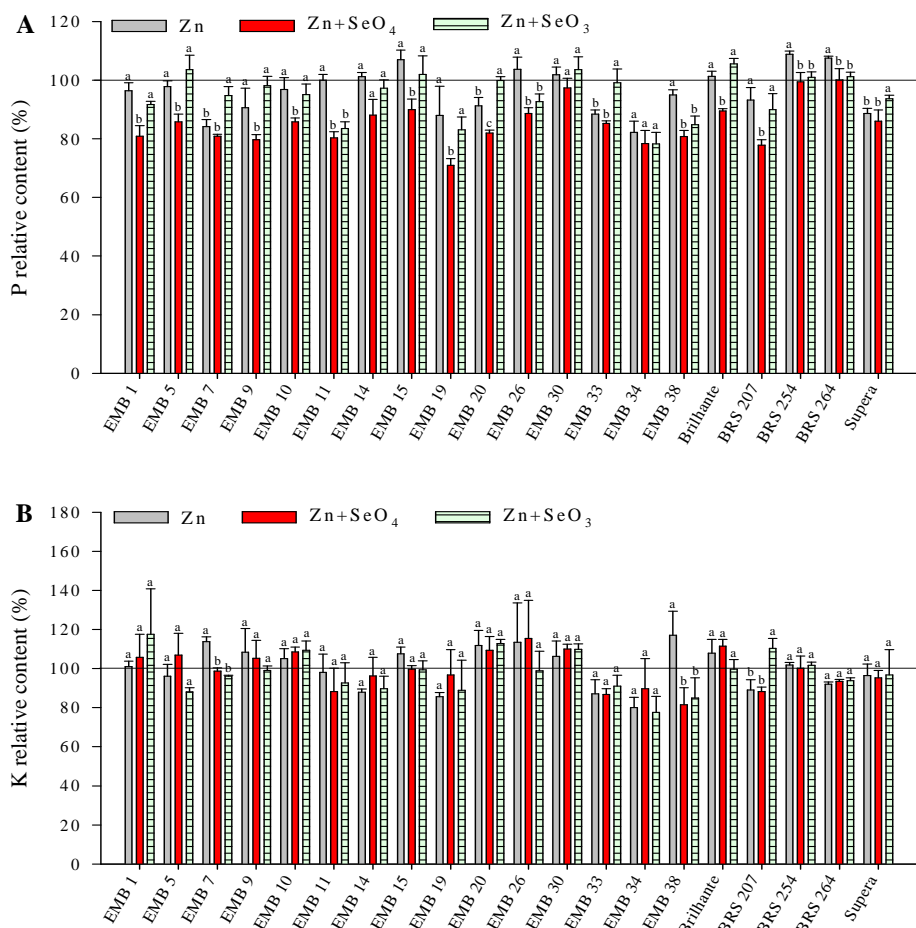 A
Zn Zn+SeO4 Zn+SeO3
P relative content (%)
120
100
80
60
40
20
0
a b a a b a b b a a b a a b a a b b a a a a b a a b a b c a a b b a a a b b a a a a a b b a b a a b a a b b a b b a a a
EMB 1
EMB 5
EMB 7
EMB 9
EMB 10
EMB 11
EMB 14
EMB 15
EMB 19
EMB 20
EMB 26
EMB 30
EMB 33
EMB 34
EMB 38
Brilhante
BRS 207
BRS 254
BRS 264
Supera
B
Zn Zn+SeO4 Zn+SeO3
K relative content (%)
180
160
140
120
100
80
60
40
20
0
a a a a a a a b b a a a a a a a a a a a a a a a a a a a a a a a a a a a a a a a a a a b b a a a b b a a a a a a a a a a
EMB 1
EMB 5
EMB 7
EMB 9
EMB 10
EMB 11
EMB 14
EMB 15
EMB 19
EMB 20
EMB 26
EMB 30
EMB 33
EMB 34
EMB 38
Brilhante
BRS 207
BRS 254
BRS 264
Supera